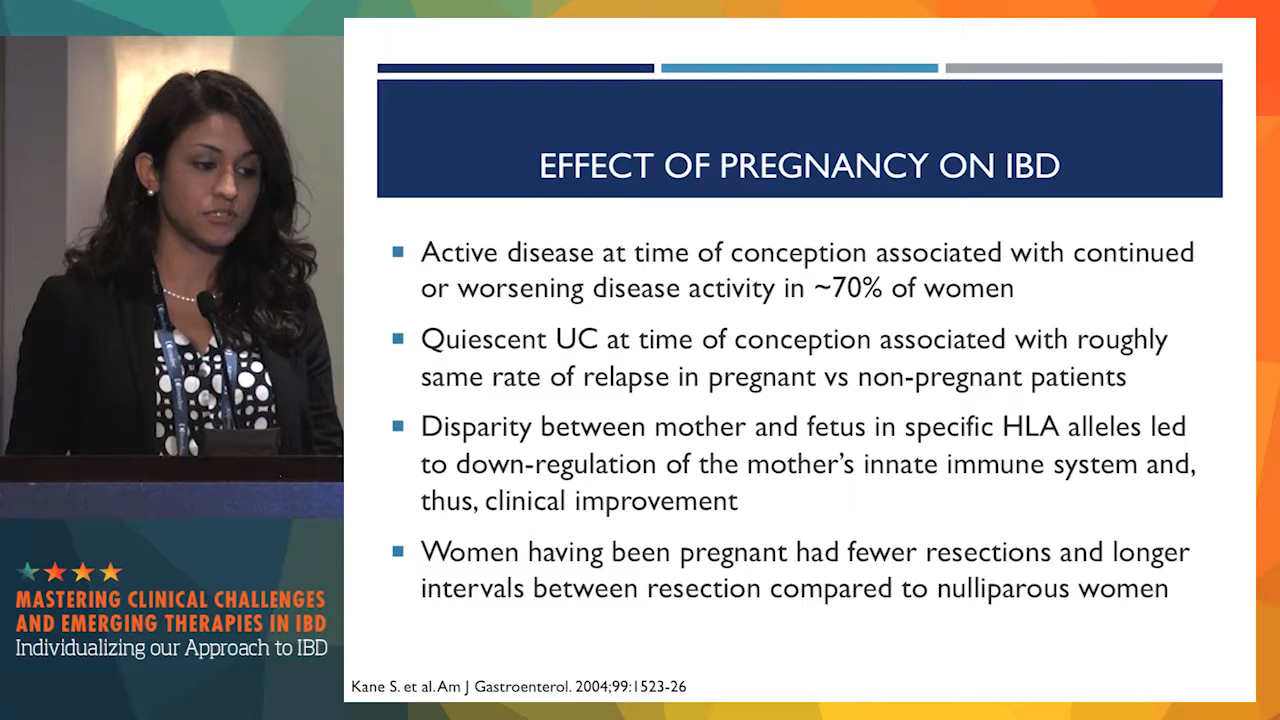 EFFECT OF PREGNANCY ON IBD
Active disease at time of conception associated with continued
or worsening disease activity in ~70% of women
Quiescent UC at time of conception associated with roughly
same rate of relapse in pregnant vs non-pregnant patients
Disparity between mother and fetus in specific HLA alleles led
to down-regulation of the mother’s innate immune system and,
thus, clinical improvement
Women having been pregnant had fewer resections and longer
intervals between resection compared to nulliparous women
Kane S. et al. Am J Gastroenterol. 2004;99:1523-26
MASTERING CLINICAL CHALLENGES
AND EMERGING THERAPIES IN IBD
Individualizing our Approach to IBD